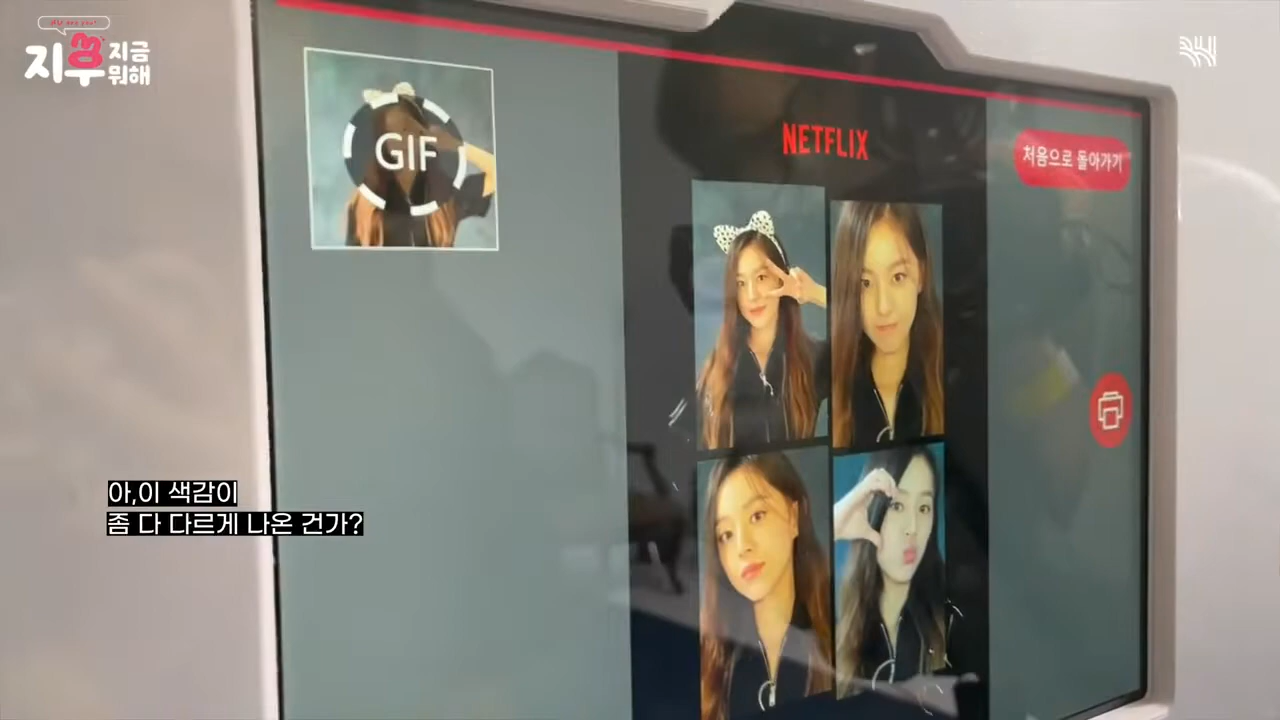 지우
지금
뭐해
GIF
NETFLIX
처음으로 돌아가기
아,이 색감이
좀 다 다르게 나온 건가?